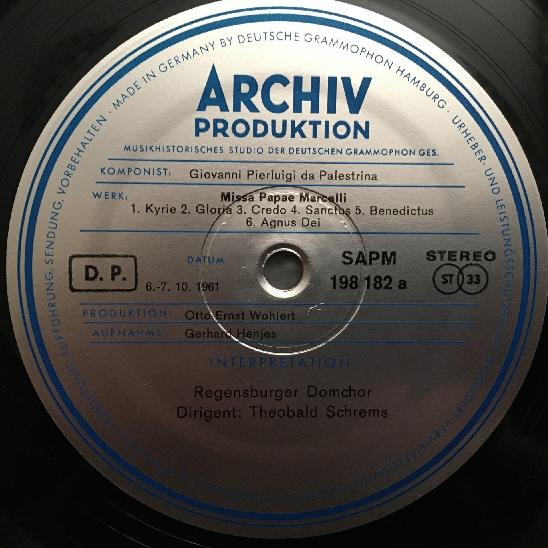 MADE IN GERMANY BY DEUTSCHE GRAMMOPHON HAMBURG · URHEBER- UND LEISTUNGSSCHUTZRECHTE
AUFFÜHRUNG, SENDUNG, VORBEHALTEN ·
ARCHIV
PRODUKTION
MUSIKHISTORISCHES STUDIO DER DEUTSCHEN GRAMMOPHON GES.
KOMPONIST: Giovanni Pierluigi da Palestrina
WERK: Missa Papae Marcelli
1. Kyrie 2. Gloria 3. Credo 4. Sanctus 5. Benedictus
6. Agnus Dei
D. P.
DATUM
6.-7. 10. 1961
SAPM
198 182 a
STEREO
ST 33
PRODUKTION: Otto Ernst Wohlert
AUFNAHME: Gerhard Henjes
INTERPRETATION
Regensburger Domchor
Dirigent: Theobald Schrems